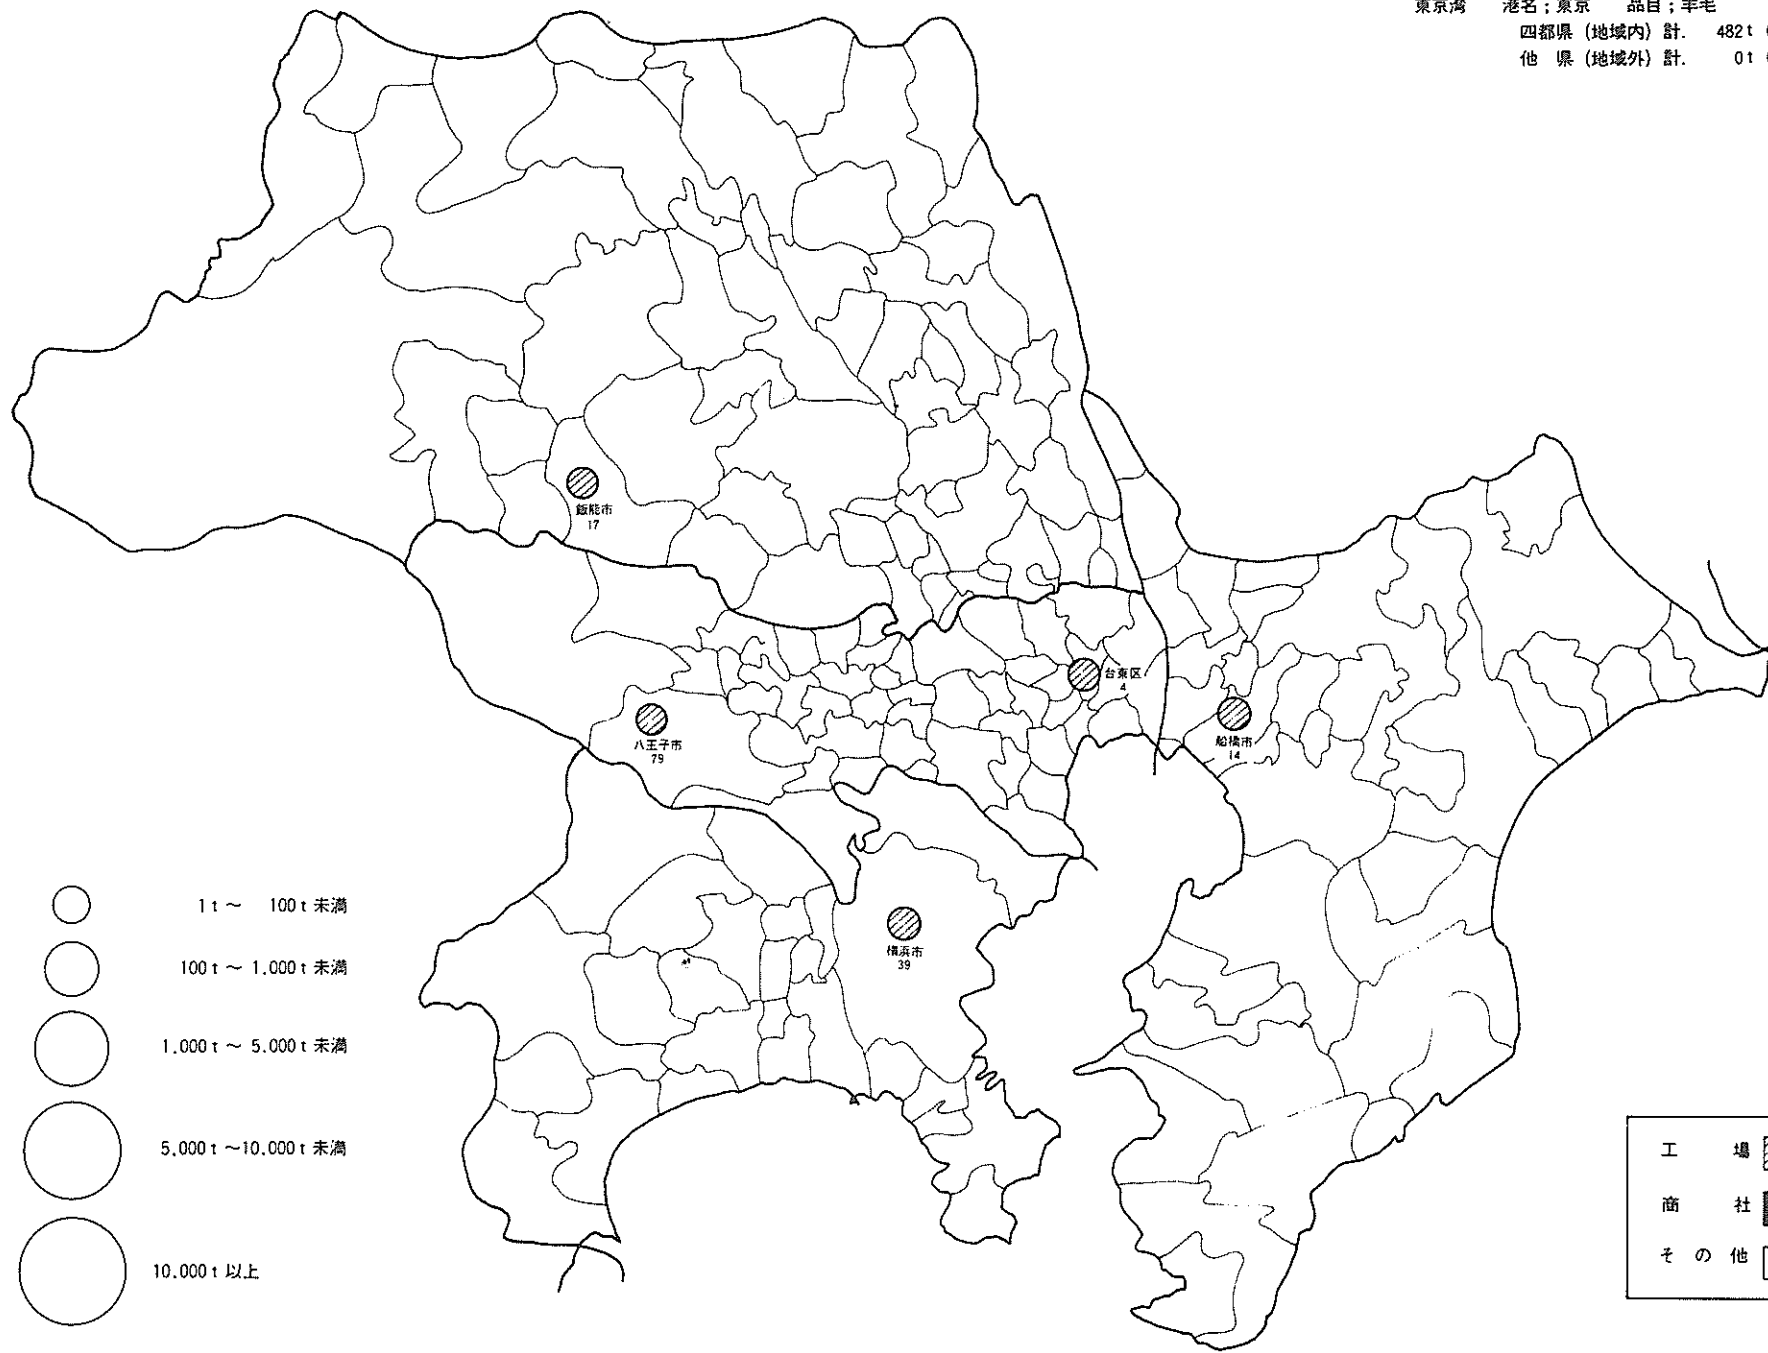 東京湾 港名；東京 品目；羊毛
四都県 (地域内) 計. 482t (
他 県 (地域外) 計. 0t (
飯能市
17
台東区
4
八王子市
79
船橋市
14
横浜市
39
1t～ 100t未満
100t～1.000t未満
1.000t～5.000t未満
5.000t～10.000t未満
10.000t以上
工 場
商 社
そ の 他